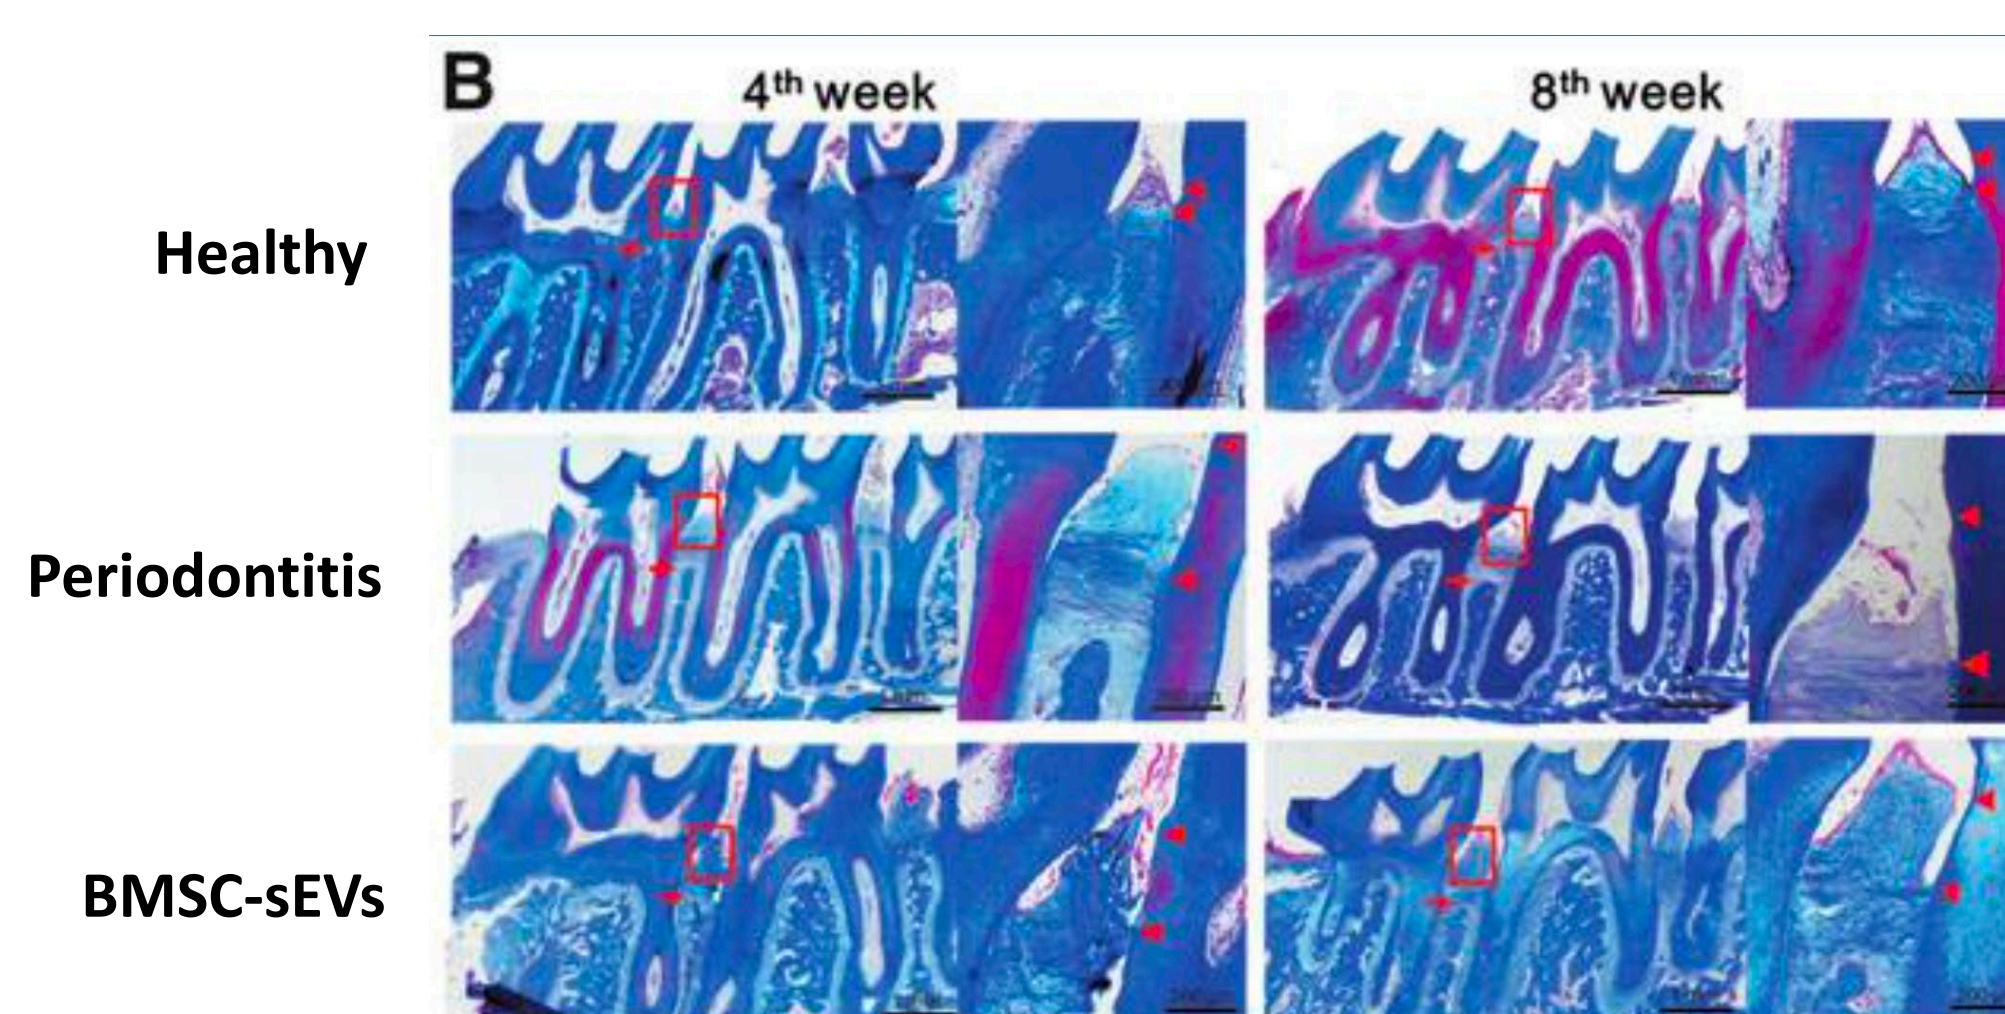 B
4th week
8th week
Healthy
Periodontitis
BMSC-sEVs